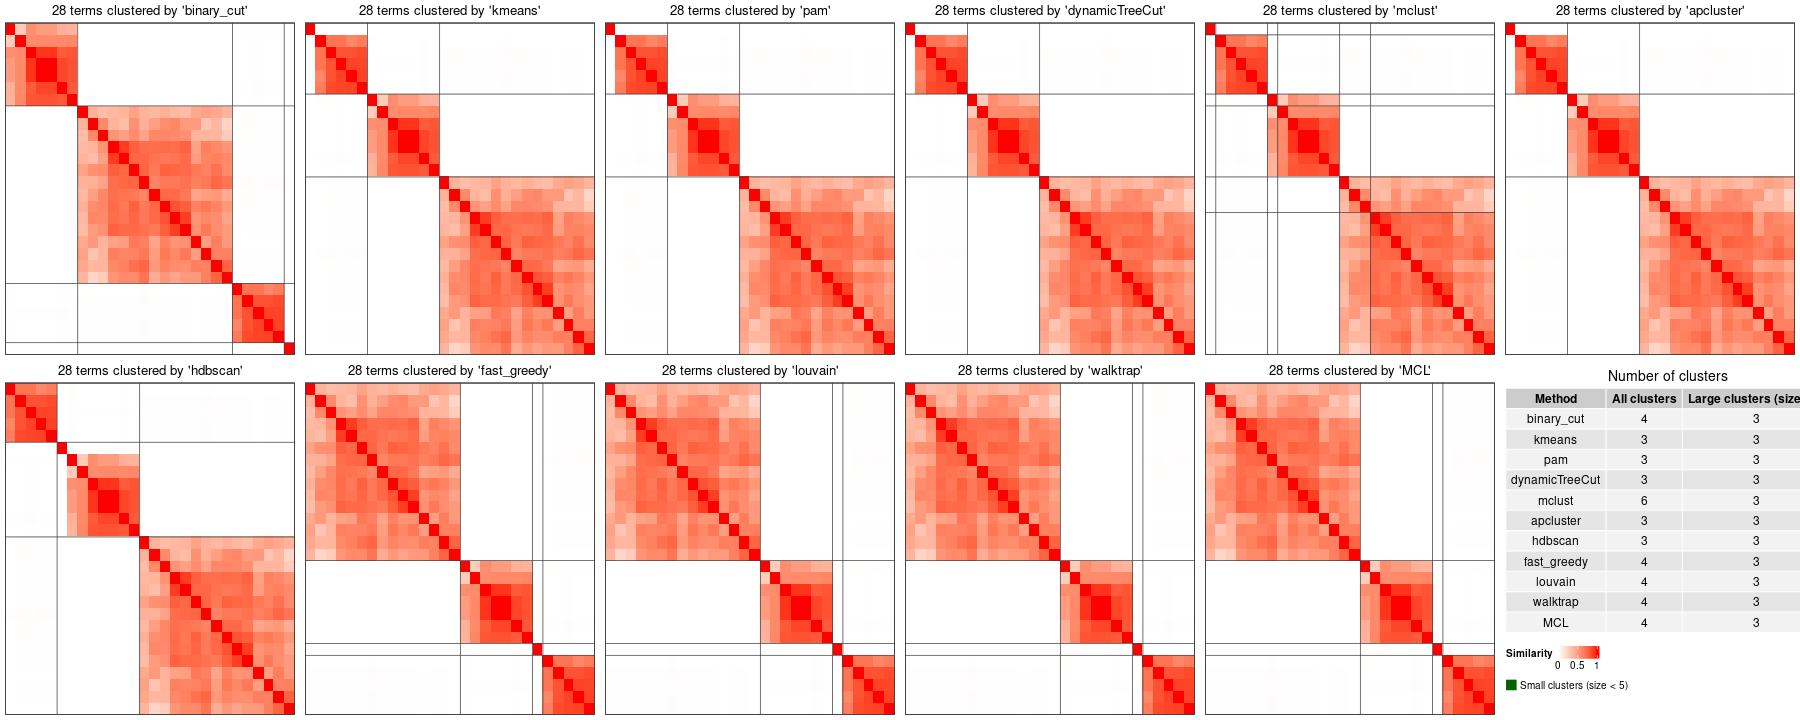 28 terms clustered by 'binary_cut'
28 terms clustered by 'kmeans'
28 terms clustered by 'pam'
28 terms clustered by 'dynamicTreeCut'
28 terms clustered by 'mclust'
28 terms clustered by 'apcluster'
28 terms clustered by 'hdbscan'
28 terms clustered by 'fast_greedy'
28 terms clustered by 'louvain'
28 terms clustered by 'walktrap'
28 terms clustered by 'MCL'
Number of clusters
Method All clusters Large clusters (size
binary_cut 4 3
kmeans 3 3
pam 3 3
dynamicTreeCut 3 3
mclust 6 3
apcluster 3 3
hdbscan 3 3
fast_greedy 4 3
louvain 4 3
walktrap 4 3
MCL 4 3
Similarity
0 0.5 1
Small clusters (size < 5)